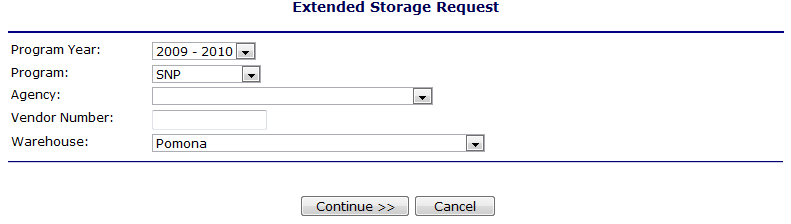 Extended Storage Request
Program Year: 2009 - 2010
Program: SNP
Agency:
Vendor Number:
Warehouse: Pomona
Continue >> Cancel